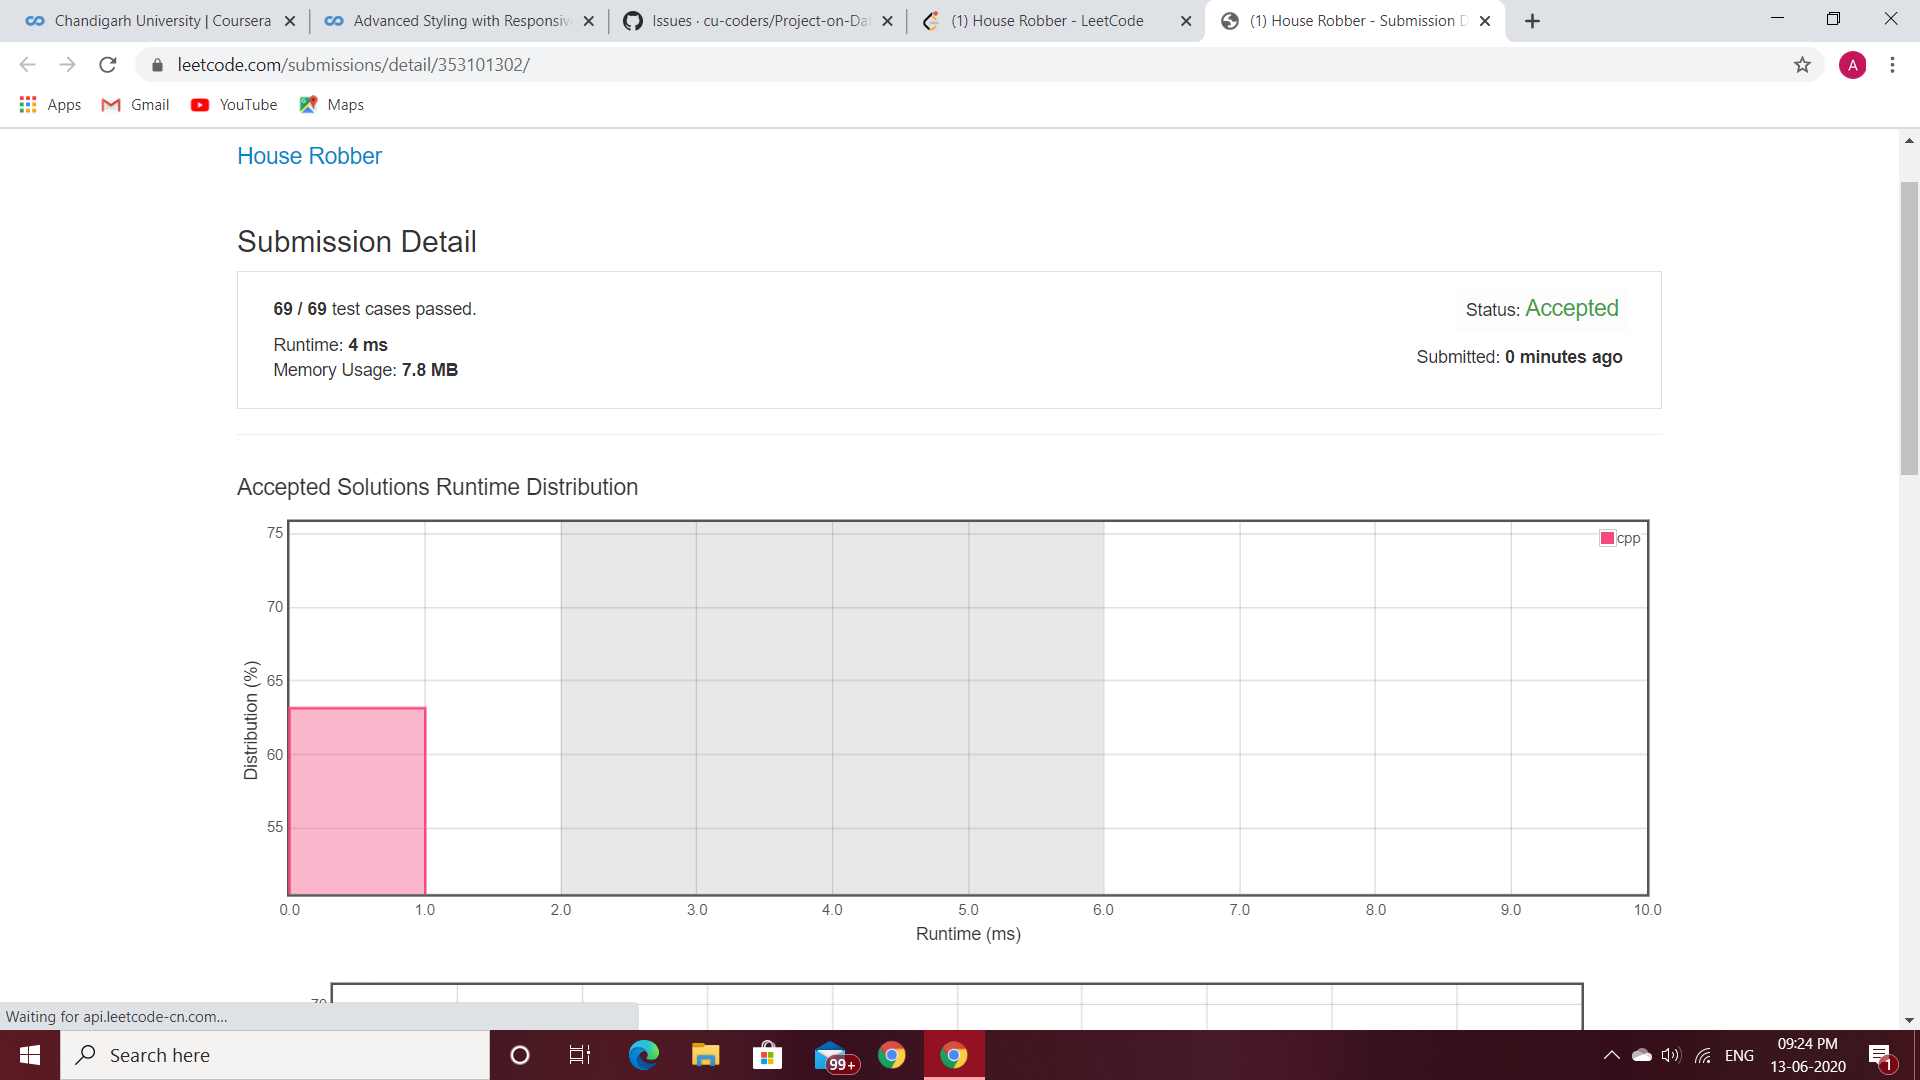 Chandigarh University | Coursera
Advanced Styling with Responsiv
Issues · cu-coders/Project-on-Da
(1) House Robber - LeetCode
(1) House Robber - Submission D
leetcode.com/submissions/detail/353101302/
A
Apps
Gmail
YouTube
Maps
House Robber
Submission Detail
69 / 69 test cases passed.
Status: Accepted
Runtime: 4 ms
Submitted: 0 minutes ago
Memory Usage: 7.8 MB
Accepted Solutions Runtime Distribution
75
cpp
70
65
60
55
Distribution (%)
0.0 1.0 2.0 3.0 4.0 5.0 6.0 7.0 8.0 9.0 10.0
Runtime (ms)
70
Waiting for api.leetcode-cn.com...
Search here
99+
ENG
09:24 PM
13-06-2020
1